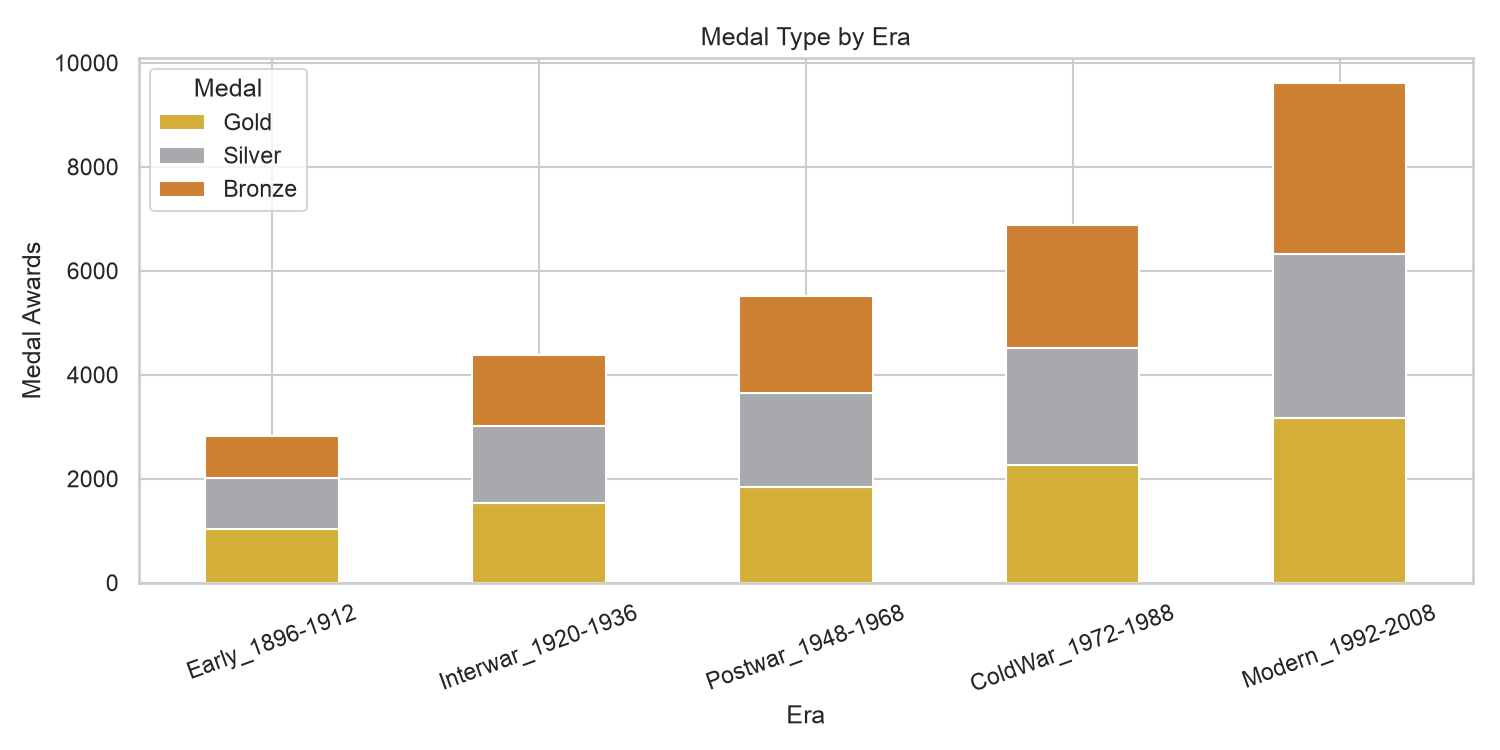 Medal Type by Era
Medal
Gold
Silver
Bronze
Medal Awards
10000
8000
6000
4000
2000
0
Early_1896-1912
Interwar_1920-1936
Postwar_1948-1968
ColdWar_1972-1988
Modern_1992-2008
Era